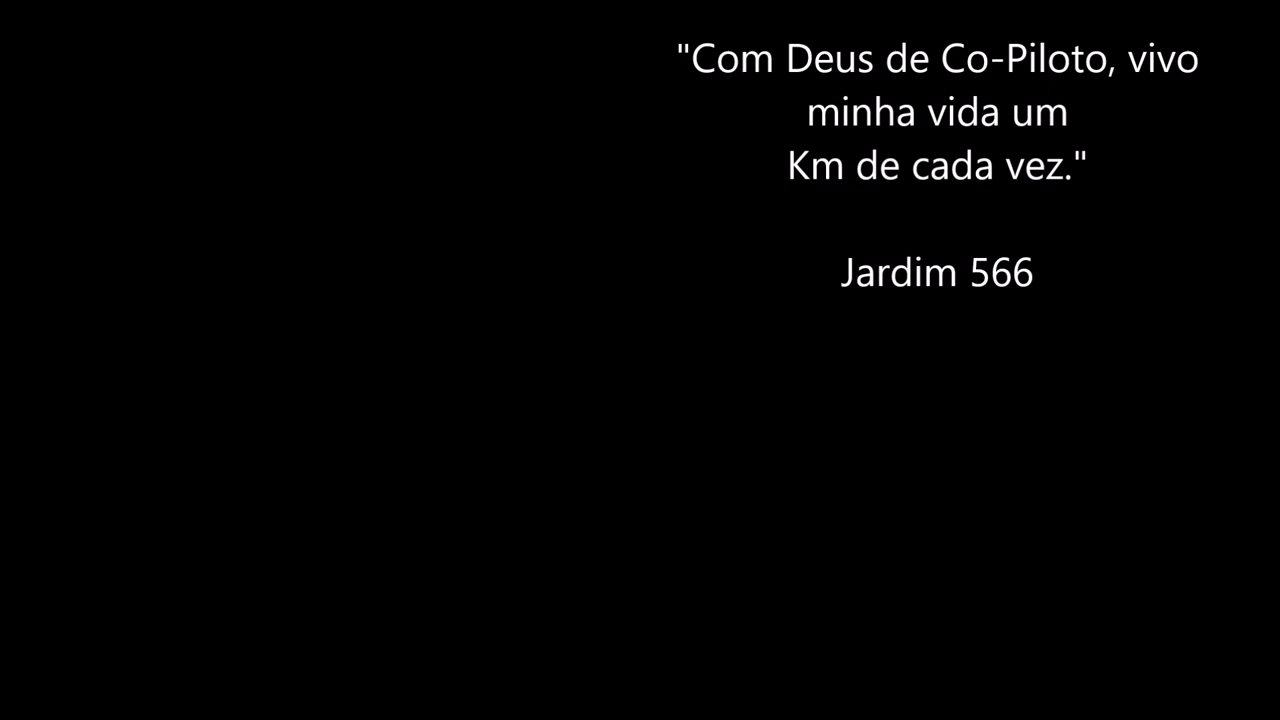 "Com Deus de Co-Piloto, vivo
minha vida um
Km de cada vez."
Jardim 566